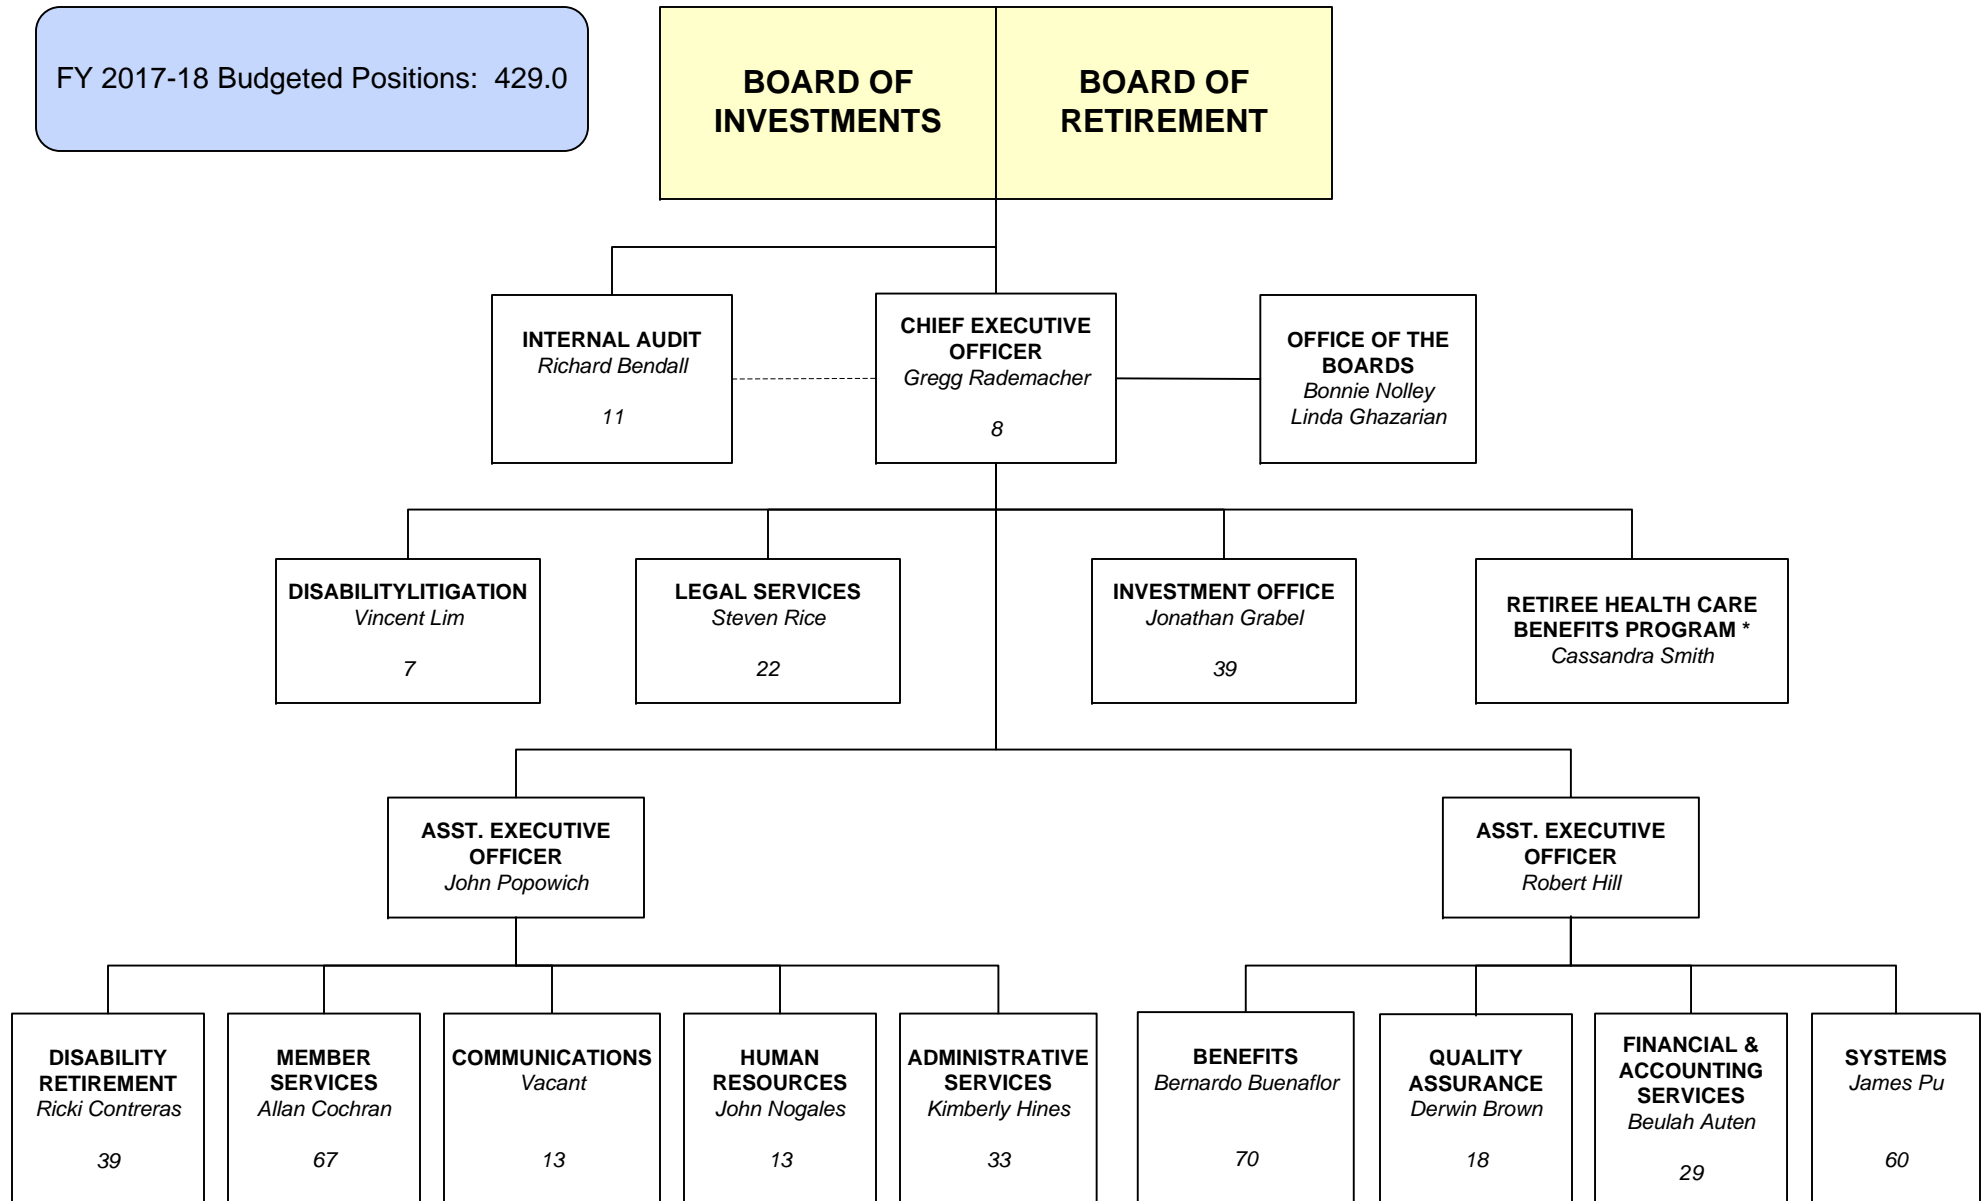 FY 2017-18 Budgeted Positions: 429.0
BOARD OF
INVESTMENTS
BOARD OF
RETIREMENT
INTERNAL AUDIT
Richard Bendall
11
CHIEF EXECUTIVE
OFFICER
Gregg Rademacher
8
OFFICE OF THE
BOARDS
Bonnie Nolley
Linda Ghazarian
DISABILITYLITIGATION
Vincent Lim
7
LEGAL SERVICES
Steven Rice
22
INVESTMENT OFFICE
Jonathan Grabel
39
RETIREE HEALTH CARE
BENEFITS PROGRAM *
Cassandra Smith
ASST. EXECUTIVE
OFFICER
John Popowich
ASST. EXECUTIVE
OFFICER
Robert Hill
DISABILITY
RETIREMENT
Ricki Contreras
39
MEMBER
SERVICES
Allan Cochran
67
COMMUNICATIONS
Vacant
13
HUMAN
RESOURCES
John Nogales
13
ADMINISTRATIVE
SERVICES
Kimberly Hines
33
BENEFITS
Bernardo Buenaflor
70
QUALITY
ASSURANCE
Derwin Brown
18
FINANCIAL &
ACCOUNTING
SERVICES
Beulah Auten
29
SYSTEMS
James Pu
60